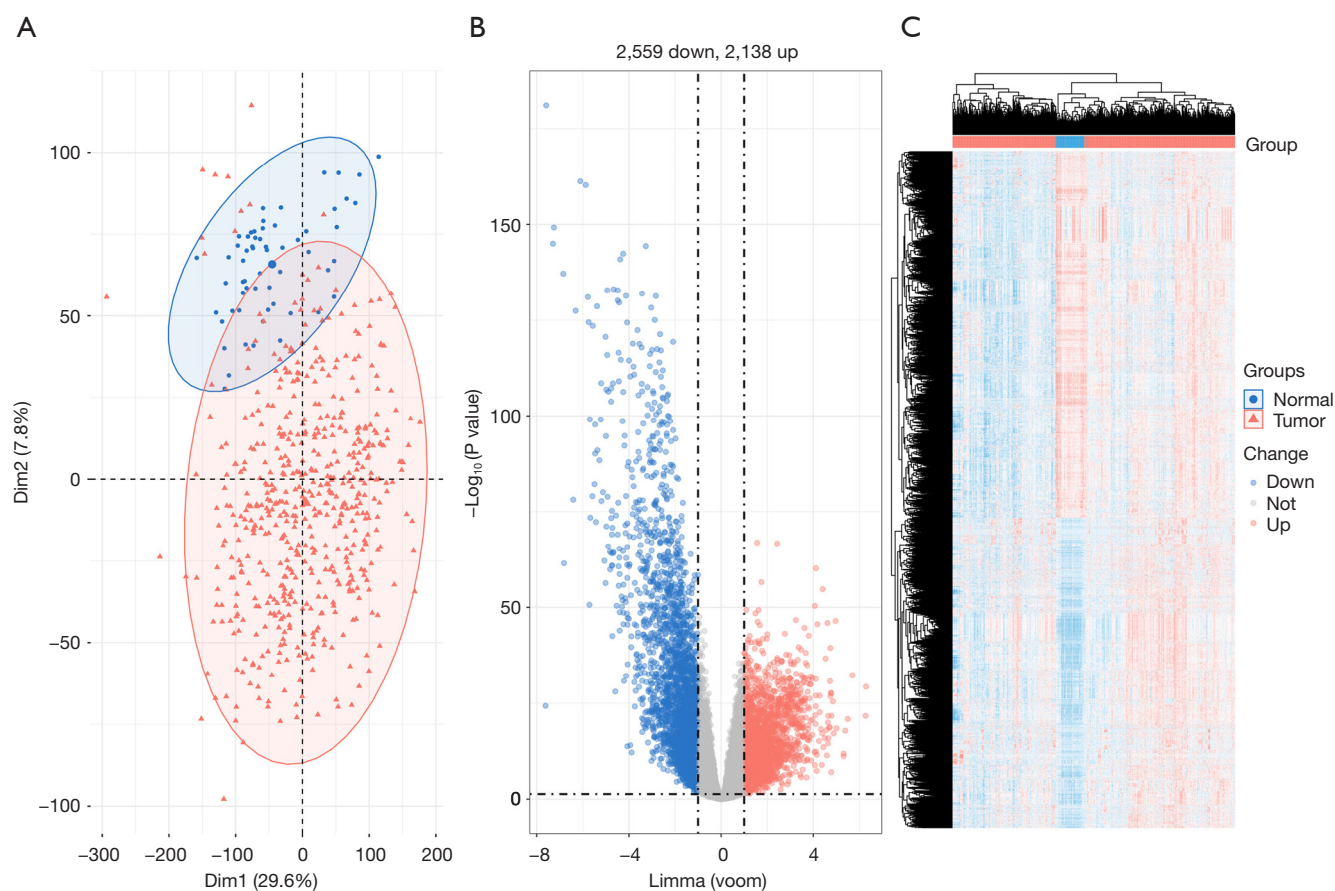 A
B
C
2,559 down, 2,138 up
100
50
0
−50
−100
Dim2 (7.8%)
−300
−200
−100
0
100
200
Dim1 (29.6%)
150
100
50
0
−Log₁₀ (P value)
−8
−4
0
4
Limma (voom)
Group
Groups
Normal
Tumor
Change
Down
Not
Up